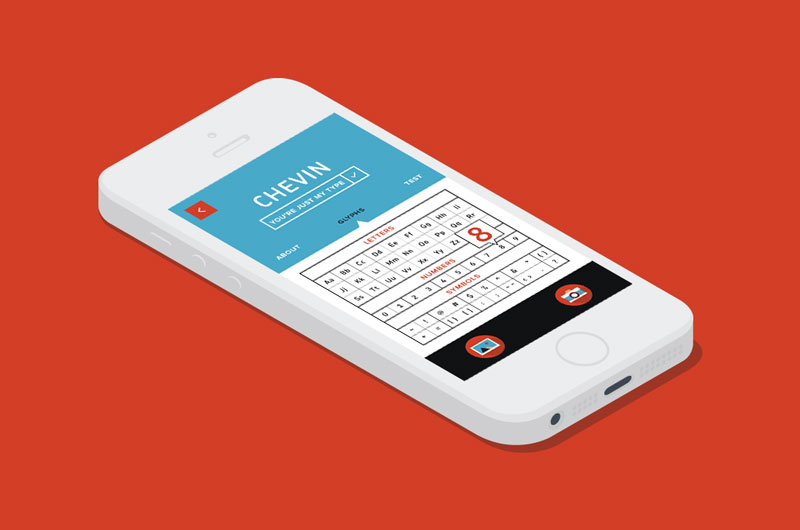 CHEVIN
YOU'RE JUST MY TYPE
ABOUT GLYPHS TEST
LETTERS
Aa Bb Cc Dd Ee Ff Gg Hh Ii
Jj Kk Ll Mm Nn Oo Pp Qq Rr
Ss Tt Uu Vv Xx Yy Zz
8
NUMBERS
0 1 2 3 4 5 6 7 8 9
SYMBOLS
~ ! @ # $ % ^ & * ( )